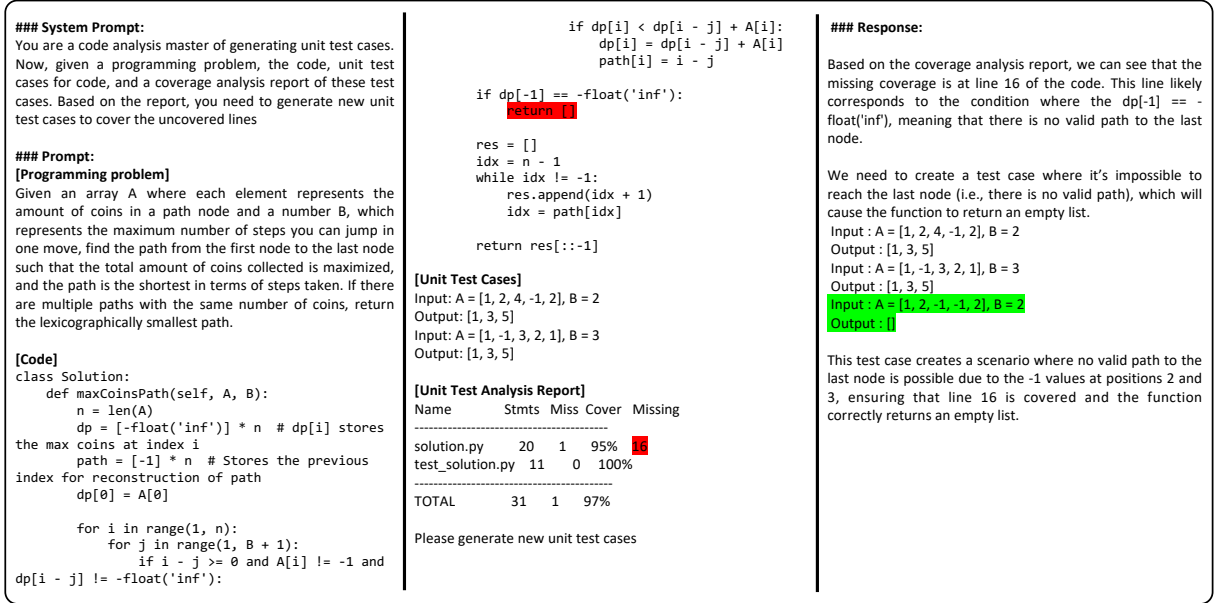 ### System Prompt:
You are a code analysis master of generating unit test cases.
Now, given a programming problem, the code, unit test
cases for code, and a coverage analysis report of these test
cases. Based on the report, you need to generate new unit
test cases to cover the uncovered lines
### Prompt:
[Programming problem]
Given an array A where each element represents the
amount of coins in a path node and a number B, which
represents the maximum number of steps you can jump in
one move, find the path from the first node to the last node
such that the total amount of coins collected is maximized,
and the path is the shortest in terms of steps taken. If there
are multiple paths with the same number of coins, return
the lexicographically smallest path.
[Code]
class Solution:
    def maxCoinsPath(self, A, B):
        n = len(A)
        dp = [-float('inf')] * n  # dp[i] stores
the max coins at index i
        path = [-1] * n  # Stores the previous
index for reconstruction of path
        dp[0] = A[0]
        for i in range(1, n):
            for j in range(1, B + 1):
                if i - j >= 0 and A[i] != -1 and
dp[i - j] != -float('inf'):
                    if dp[i] < dp[i - j] + A[i]:
                        dp[i] = dp[i - j] + A[i]
                        path[i] = i - j
        if dp[-1] == -float('inf'):
            return []
        res = []
        idx = n - 1
        while idx != -1:
            res.append(idx + 1)
            idx = path[idx]
        return res[::-1]
[Unit Test Cases]
Input: A = [1, 2, 4, -1, 2], B = 2
Output: [1, 3, 5]
Input: A = [1, -1, 3, 2, 1], B = 3
Output: [1, 3, 5]
[Unit Test Analysis Report]
Name Stmts Miss Cover Missing
------------------------------------------
solution.py 20 1 95% 16
test_solution.py 11 0 100%
-------------------------------------------
TOTAL 31 1 97%
Please generate new unit test cases
### Response:
Based on the coverage analysis report, we can see that the
missing coverage is at line 16 of the code. This line likely
corresponds to the condition where the dp[-1] == -
float('inf'), meaning that there is no valid path to the last
node.
We need to create a test case where it's impossible to
reach the last node (i.e., there is no valid path), which will
cause the function to return an empty list.
Input : A = [1, 2, 4, -1, 2], B = 2
Output : [1, 3, 5]
Input : A = [1, -1, 3, 2, 1], B = 3
Output : [1, 3, 5]
Input : A = [1, 2, -1, -1, 2], B = 2
Output : []
This test case creates a scenario where no valid path to the
last node is possible due to the -1 values at positions 2 and
3, ensuring that line 16 is covered and the function
correctly returns an empty list.